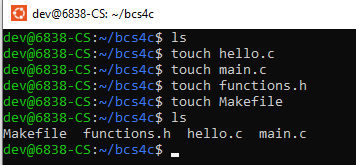 dev@6838-CS: ~/bcs4c
dev@6838-CS:~/bcs4c$ ls
dev@6838-CS:~/bcs4c$ touch hello.c
dev@6838-CS:~/bcs4c$ touch main.c
dev@6838-CS:~/bcs4c$ touch functions.h
dev@6838-CS:~/bcs4c$ touch Makefile
dev@6838-CS:~/bcs4c$ ls
Makefile  functions.h  hello.c  main.c
dev@6838-CS:~/bcs4c$